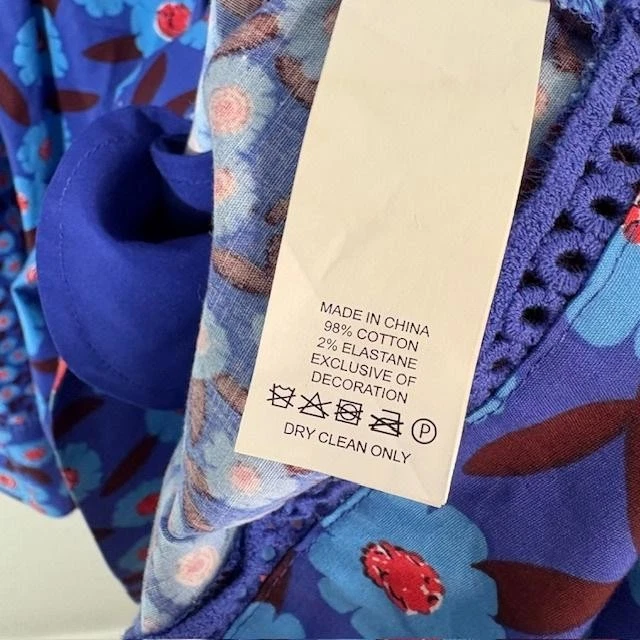 MADE IN CHINA
98% COTTON
2% ELASTANE
EXCLUSIVE OF
DECORATION
P
DRY CLEAN ONLY